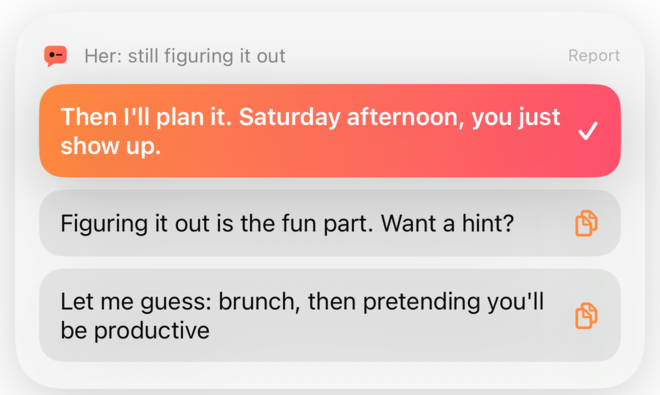 Her: still figuring it out
Report
Then I'll plan it. Saturday afternoon, you just
show up.
Figuring it out is the fun part. Want a hint?
Let me guess: brunch, then pretending you'll
be productive